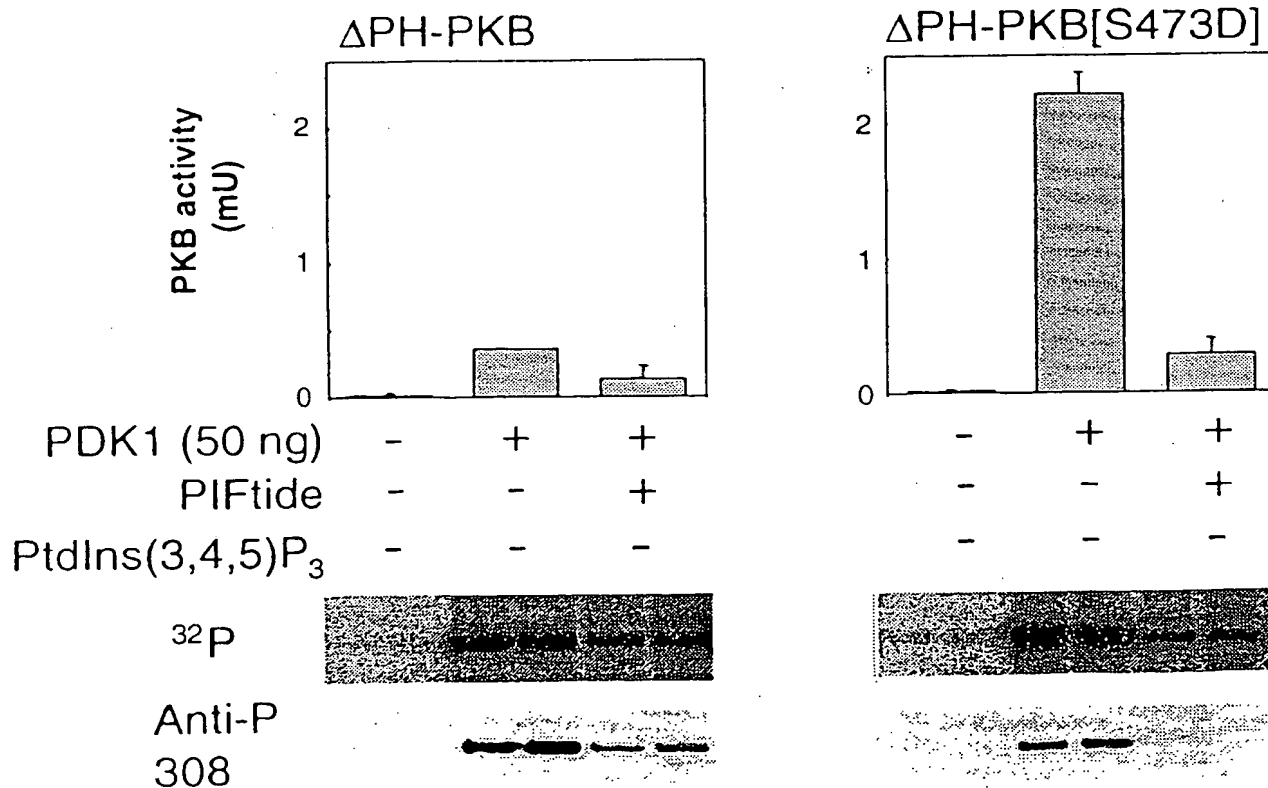 ΔPH-PKB
ΔPH-PKB[S473D]
PKB activity
(mU)
2
1
0
2
1
0
PDK1 (50 ng) - + + - + +
PIFtide - - + - - +
PtdIns(3,4,5)P₃ - - - - - -
³²P
Anti-P
308